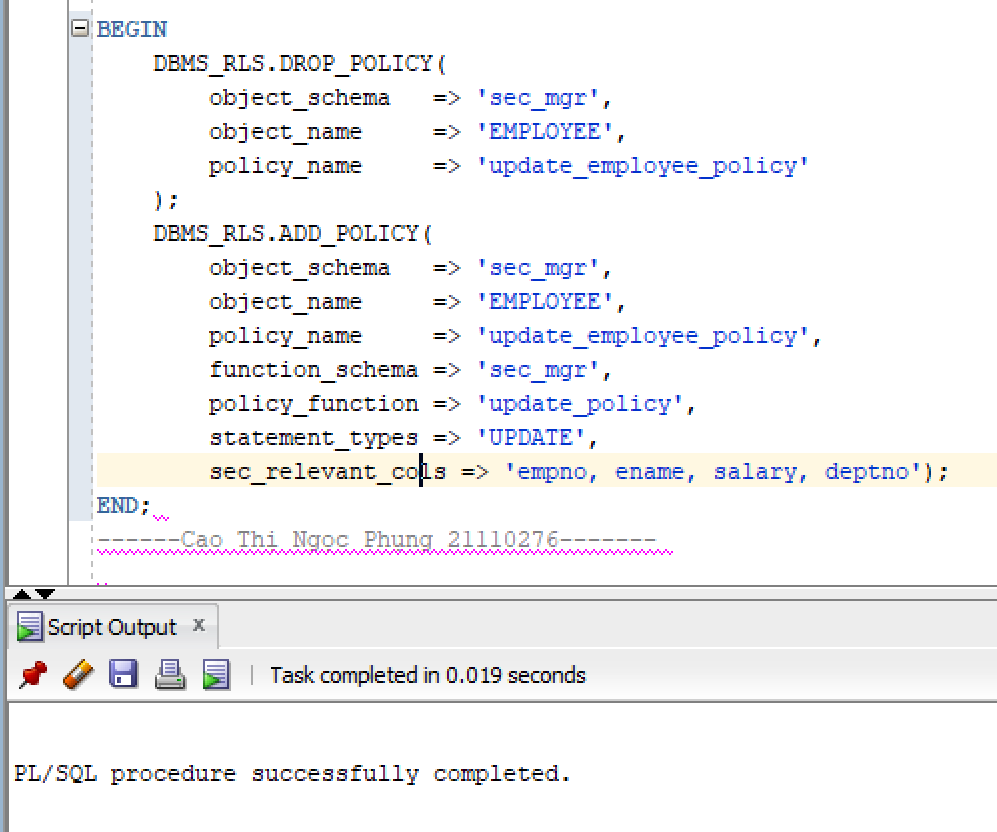 BEGIN
DBMS_RLS.DROP_POLICY(
object_schema => 'sec_mgr',
object_name => 'EMPLOYEE',
policy_name => 'update_employee_policy'
);
DBMS_RLS.ADD_POLICY(
object_schema => 'sec_mgr',
object_name => 'EMPLOYEE',
policy_name => 'update_employee_policy',
function_schema => 'sec_mgr',
policy_function => 'update_policy',
statement_types => 'UPDATE',
sec_relevant_cols => 'empno, ename, salary, deptno');
END;
------Cao Thi Ngoc Phung 21110276-------
Script Output x
Task completed in 0.019 seconds
PL/SQL procedure successfully completed.